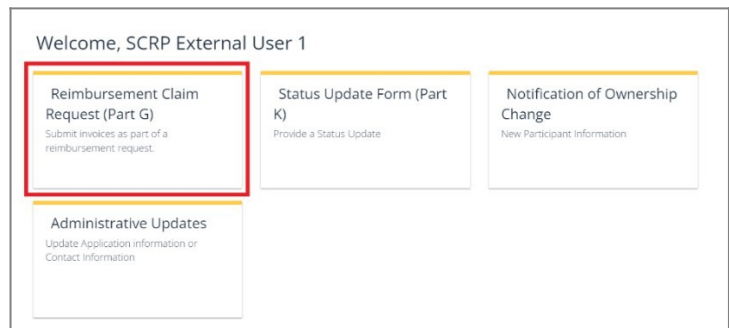 Welcome, SCRP External User 1
Reimbursement Claim
Request (Part G)
Submit invoices as part of a
reimbursement request.
Status Update Form (Part
K)
Provide a Status Update
Notification of Ownership
Change
New Participant Information
Administrative Updates
Update Application information or
Contact Information